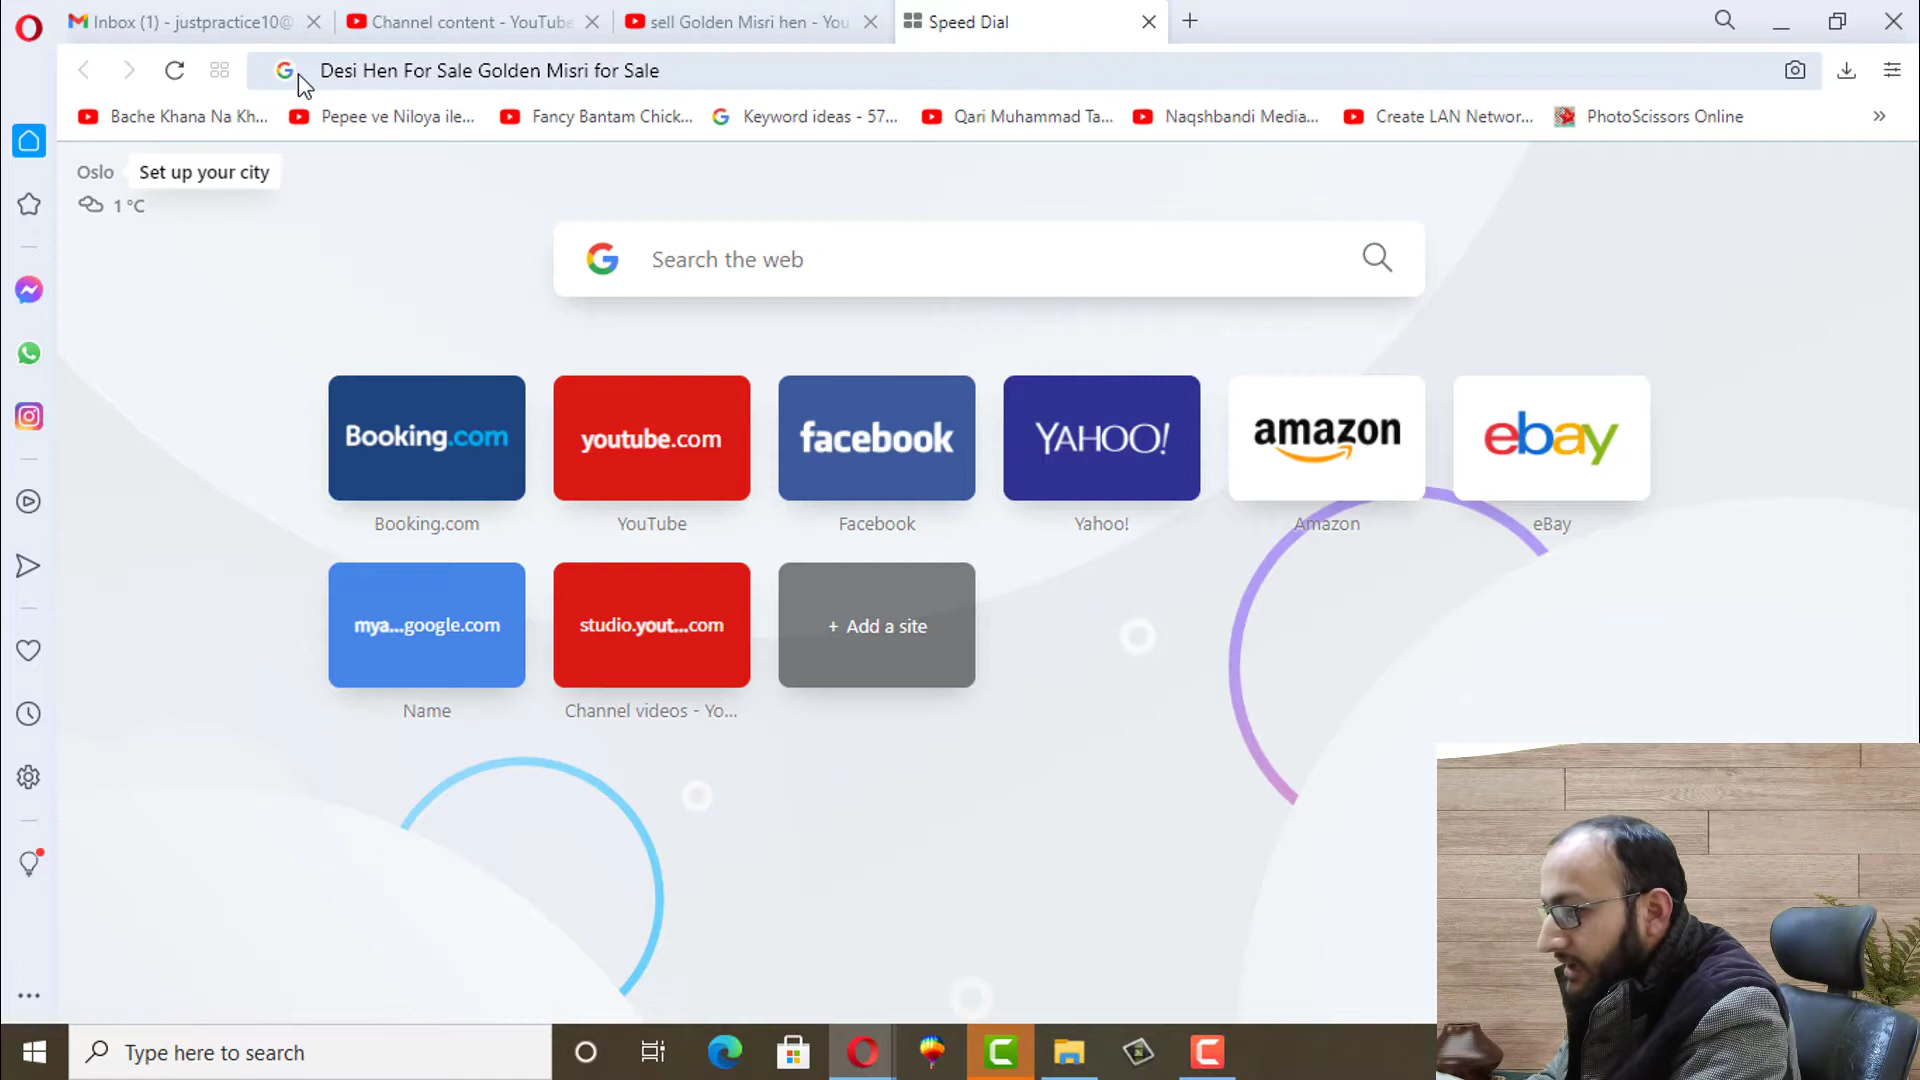 Inbox (1) - justpractice10@
Channel content - YouTube
sell Golden Misri hen - You
Speed Dial
Desi Hen For Sale Golden Misri for Sale
Bache Khana Na Kh...
Pepee ve Niloya ile...
Fancy Bantam Chick...
Keyword ideas - 57...
Qari Muhammad Ta...
Naqshbandi Media...
Create LAN Networ...
PhotoScissors Online
Oslo
Set up your city
1 °C
Search the web
Booking.com
youtube.com
facebook
YAHOO!
amazon
ebay
Booking.com
YouTube
Facebook
Yahoo!
Amazon
eBay
mya...google.com
studio.yout...com
+ Add a site
Name
Channel videos - Yo...
Type here to search